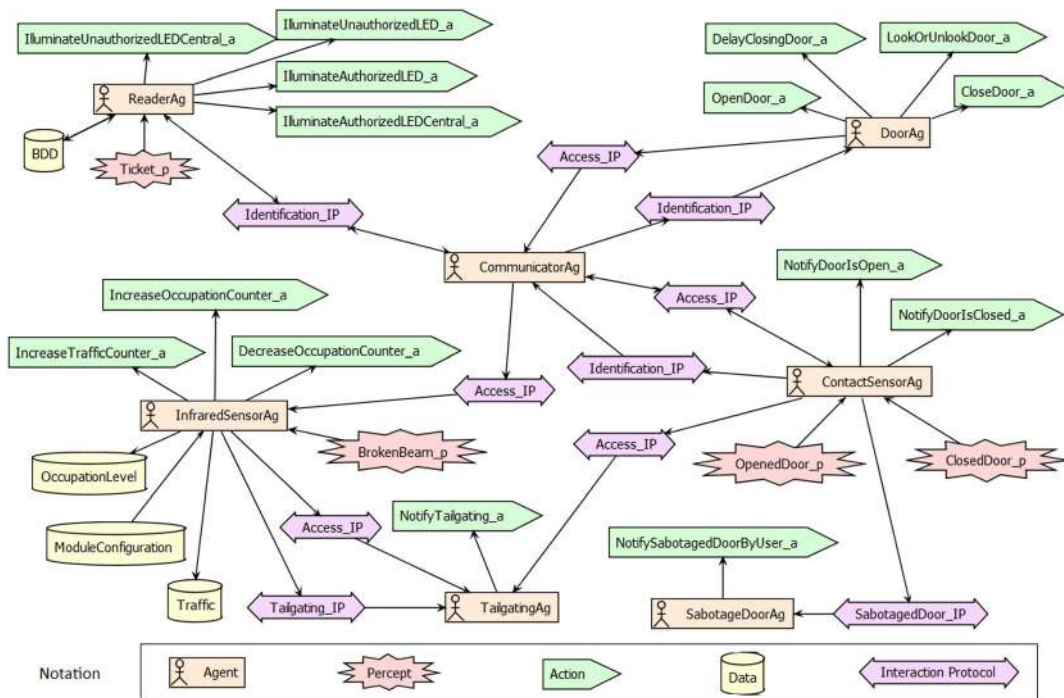 IlluminateUnauthorizedLED_a
IlluminateUnauthorizedLEDCentral_a
DelayClosingDoor_a
LookOrUnlookDoor_a
IlluminateAuthorizedLED_a
ReaderAg
OpenDoor_a
CloseDoor_a
IlluminateAuthorizedLEDCentral_a
DoorAg
BDD
Access_IP
Ticket_p
Identification_IP
Identification_IP
CommunicatorAg
NotifyDoorIsOpen_a
IncreaseOccupationCounter_a
Access_IP
NotifyDoorIsClosed_a
IncreaseTrafficCounter_a
DecreaseOccupationCounter_a
Identification_IP
ContactSensorAg
Access_IP
InfraredSensorAg
Access_IP
BrokenBeam_p
OpenedDoor_p
ClosedDoor_p
OccupationLevel
NotifyTailgating_a
Access_IP
ModuleConfiguration
NotifySabotagedDoorByUser_a
Traffic
Tailgating_IP
TailgatingAg
SabotageDoorAg
SabotagedDoor_IP
Notation
Agent
Percept
Action
Data
Interaction Protocol